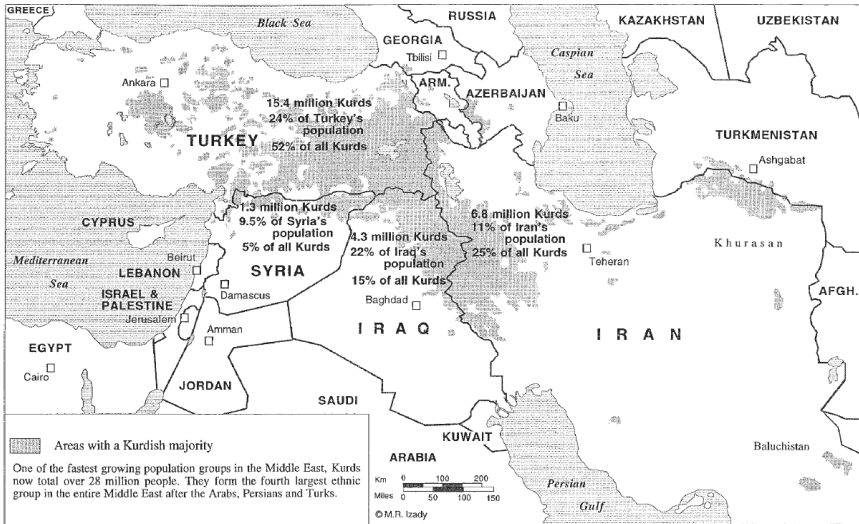 GREECE
Black Sea
RUSSIA
KAZAKHSTAN
UZBEKISTAN
GEORGIA
Tbilisi
Caspian
Sea
Ankara
ARM.
AZERBAIJAN
Baku
15.4 million Kurds
24% of Turkey's
population
52% of all Kurds
TURKEY
TURKMENISTAN
Ashgabat
CYPRUS
1.3 million Kurds
9.5% of Syria's
population
5% of all Kurds
4.3 million Kurds
22% of Iraq's
population
15% of all Kurds
6.8 million Kurds
11% of Iran's
population
25% of all Kurds
Teheran
Khurasan
Mediterranean
Sea
Beirut
LEBANON
SYRIA
Damascus
ISRAEL &
PALESTINE
Jerusalem
Baghdad
IRAQ
IRAN
AFGH.
Amman
EGYPT
Cairo
JORDAN
SAUDI
ARABIA
KUWAIT
Baluchistan
Persian
Gulf
Areas with a Kurdish majority
One of the fastest growing population groups in the Middle East, Kurds
now total over 28 million people. They form the fourth largest ethnic
group in the entire Middle East after the Arabs, Persians and Turks.
Km 0 100 200
Miles 0 50 100 150
© M.R. Izady